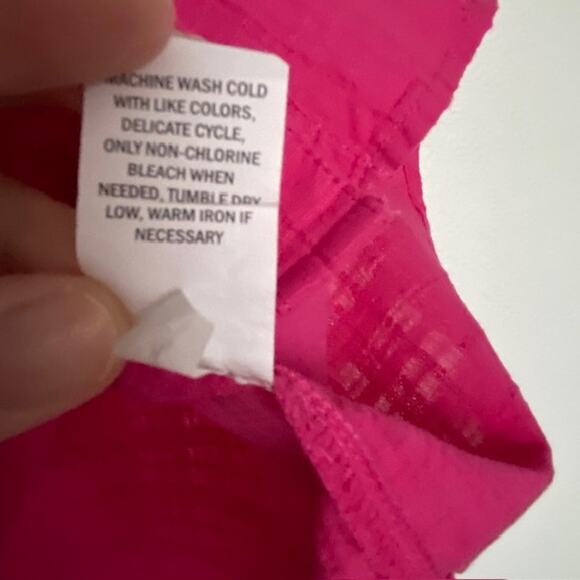 MACHINE WASH COLD
WITH LIKE COLORS,
DELICATE CYCLE,
ONLY NON-CHLORINE
BLEACH WHEN
NEEDED, TUMBLE DRY
LOW, WARM IRON IF
NECESSARY